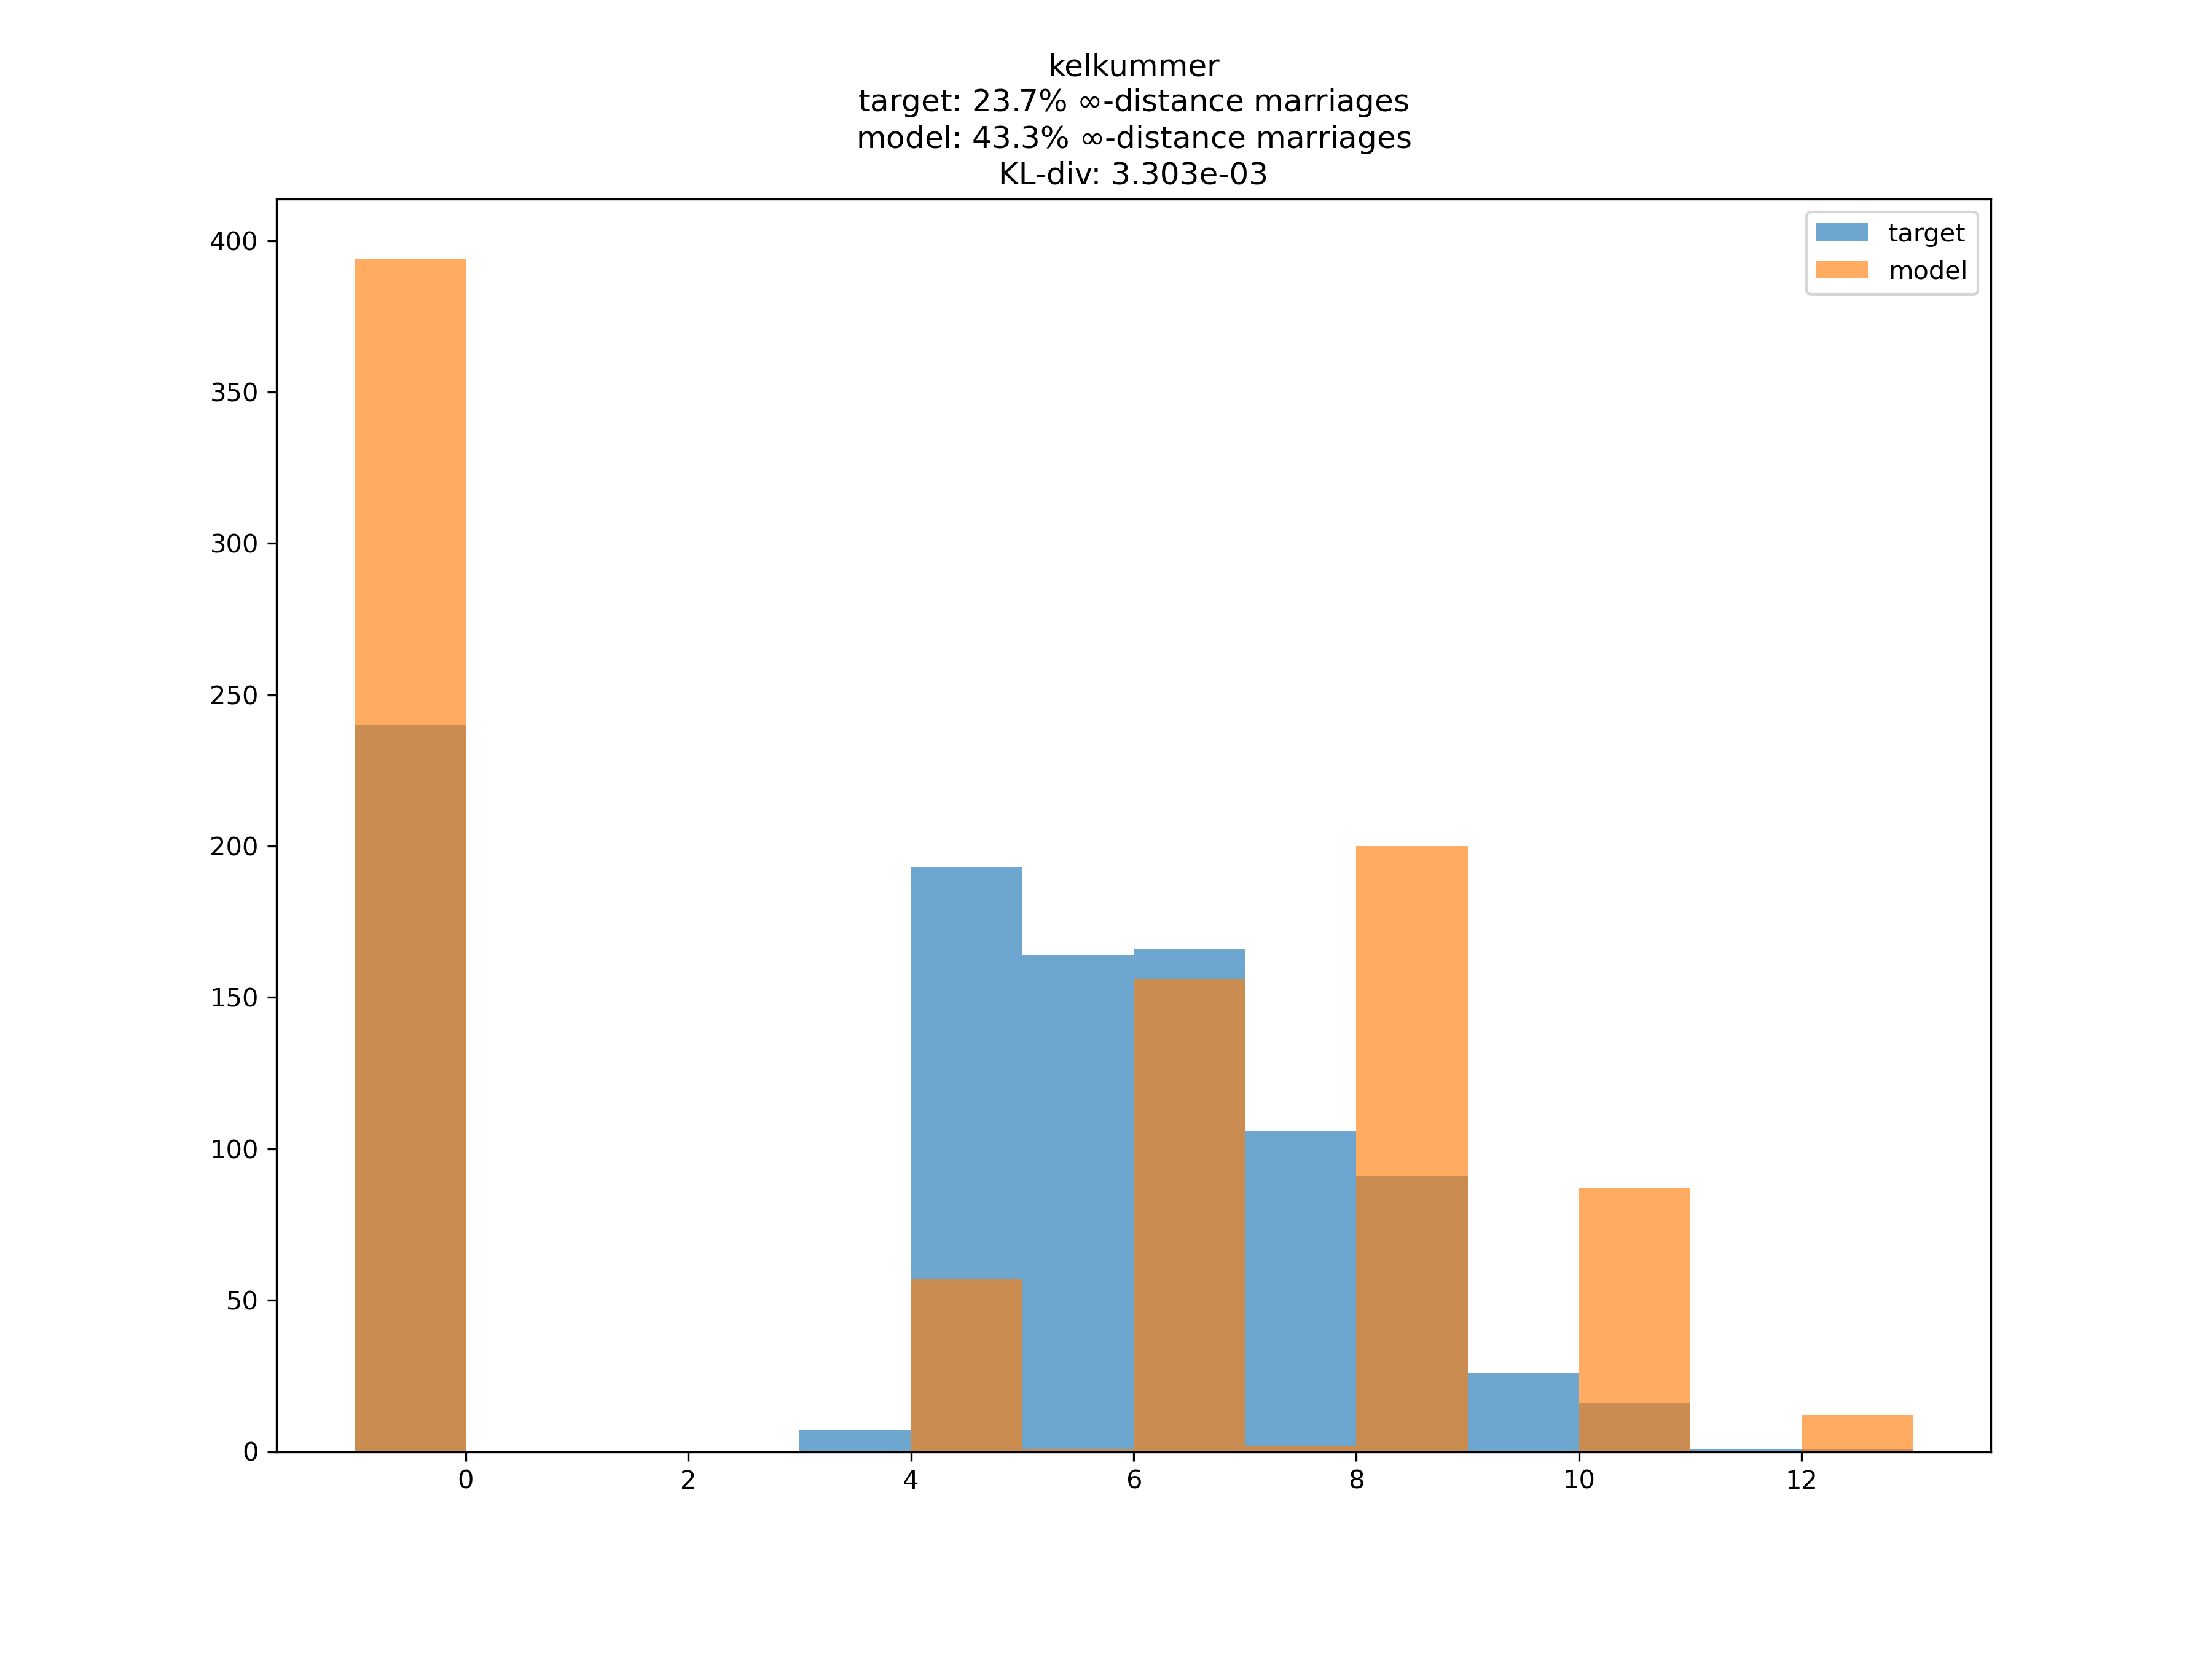 kelkummer
target: 23.7% ∞-distance marriages
model: 43.3% ∞-distance marriages
KL-div: 3.303e-03
target
model
400
350
300
250
200
150
100
50
0
0 2 4 6 8 10 12